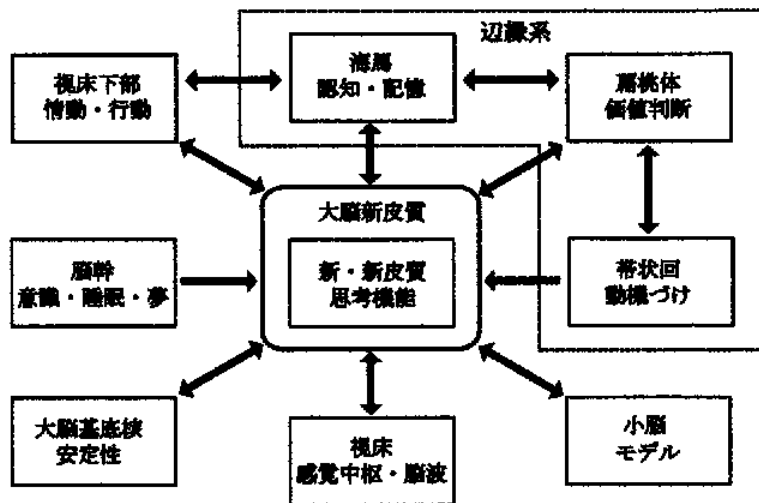 辺縁系
視床下部
情動・行動
海馬
認知・記憶
扁桃体
価値判断
大脳新皮質
脳幹
意識・睡眠・夢
新・新皮質
思考機能
帯状回
動機づけ
大脳基底核
安定性
視床
感覚中枢・脳波
小脳
モデル